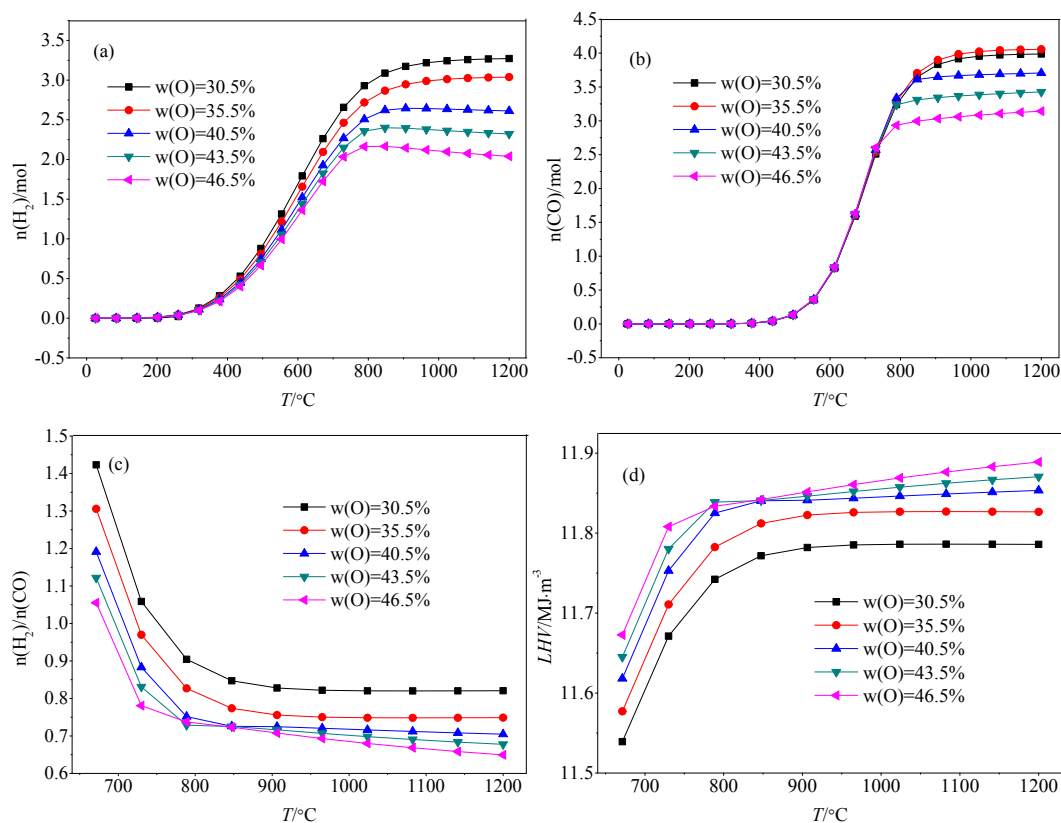 (a)
w(O)=30.5%
w(O)=35.5%
w(O)=40.5%
w(O)=43.5%
w(O)=46.5%
n(H₂)/mol
3.5
3.0
2.5
2.0
1.5
1.0
0.5
0.0
-0.5
0 200 400 600 800 1000 1200
T/°C
(b)
w(O)=30.5%
w(O)=35.5%
w(O)=40.5%
w(O)=43.5%
w(O)=46.5%
n(CO)/mol
4.5
4.0
3.5
3.0
2.5
2.0
1.5
1.0
0.5
0.0
-0.5
0 200 400 600 800 1000 1200
T/°C
(c)
w(O)=30.5%
w(O)=35.5%
w(O)=40.5%
w(O)=43.5%
w(O)=46.5%
n(H₂)/n(CO)
1.5
1.4
1.3
1.2
1.1
1.0
0.9
0.8
0.7
0.6
700 800 900 1000 1100 1200
T/°C
(d)
w(O)=30.5%
w(O)=35.5%
w(O)=40.5%
w(O)=43.5%
w(O)=46.5%
LHV/MJ·m⁻³
11.9
11.8
11.7
11.6
11.5
700 800 900 1000 1100 1200
T/°C